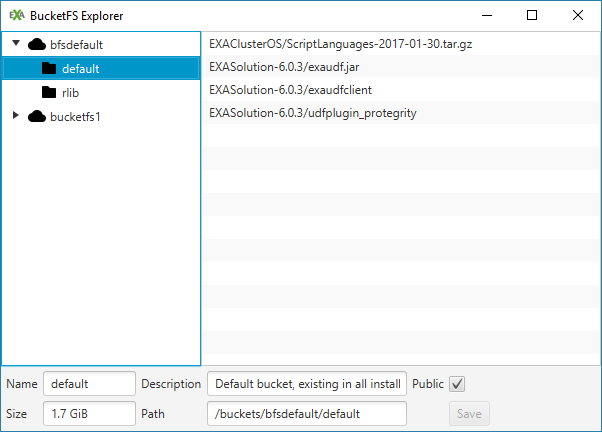 EXA BucketFS Explorer
bfsdefault
default
rlib
bucketfs1
EXAClusterOS/ScriptLanguages-2017-01-30.tar.gz
EXASolution-6.0.3/exaudf.jar
EXASolution-6.0.3/exaudfclient
EXASolution-6.0.3/udfplugin_protegrity
Name default Description Default bucket, existing in all install Public
Size 1.7 GiB Path /buckets/bfsdefault/default Save